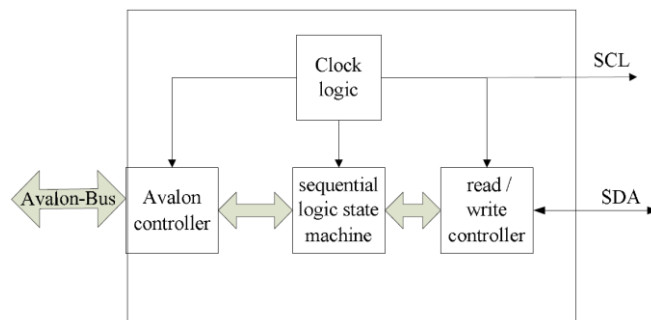 Clock
logic
SCL
Avalon-Bus
Avalon
controller
sequential
logic state
machine
read /
write
controller
SDA